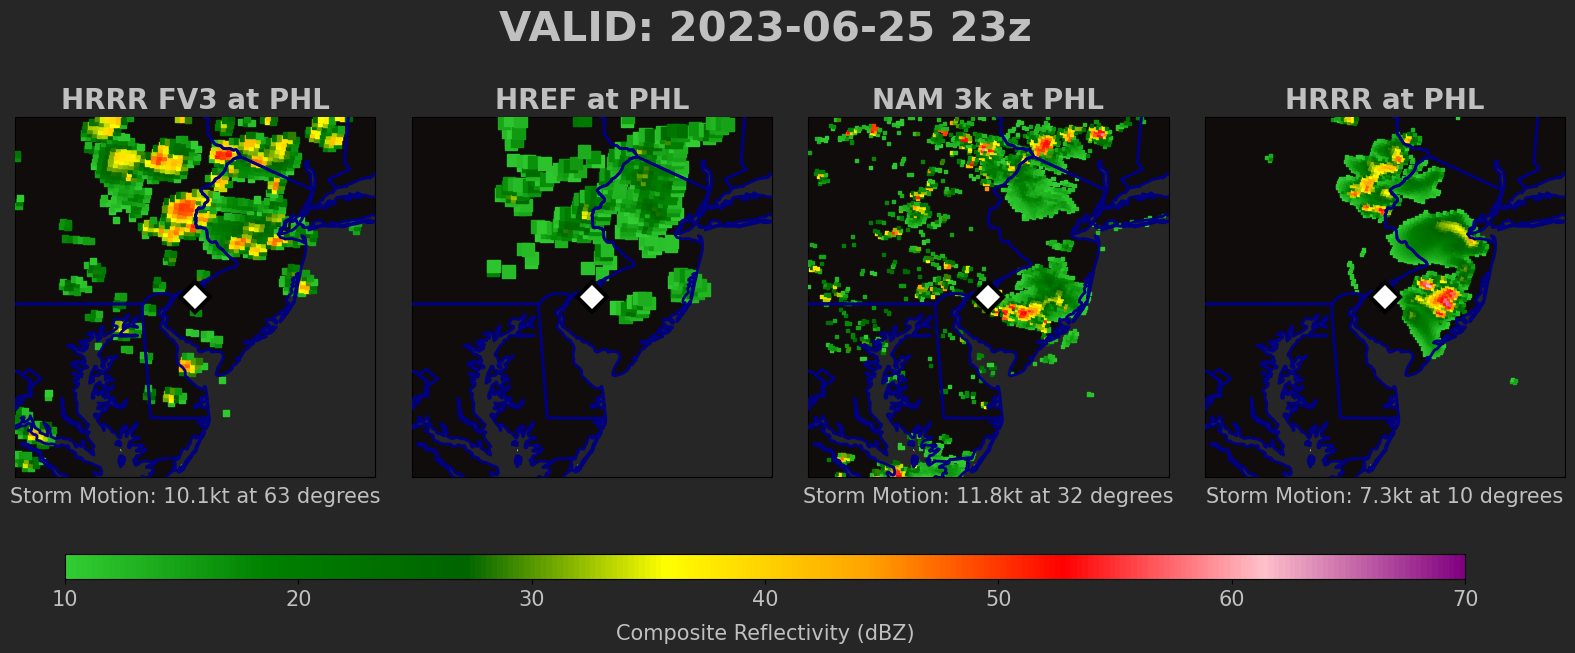 VALID: 2023-06-25 23z
HRRR FV3 at PHL
HREF at PHL
NAM 3k at PHL
HRRR at PHL
Storm Motion: 10.1kt at 63 degrees
Storm Motion: 11.8kt at 32 degrees
Storm Motion: 7.3kt at 10 degrees
10 20 30 40 50 60 70
Composite Reflectivity (dBZ)